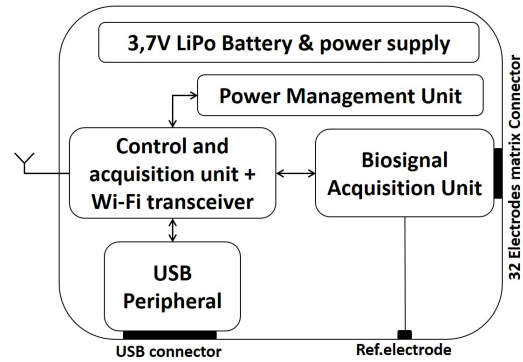 3,7V LiPo Battery & power supply
Power Management Unit
Control and
acquisition unit +
Wi-Fi transceiver
Biosignal
Acquisition Unit
32 Electrodes matrix Connector
USB
Peripheral
USB connector
Ref.electrode